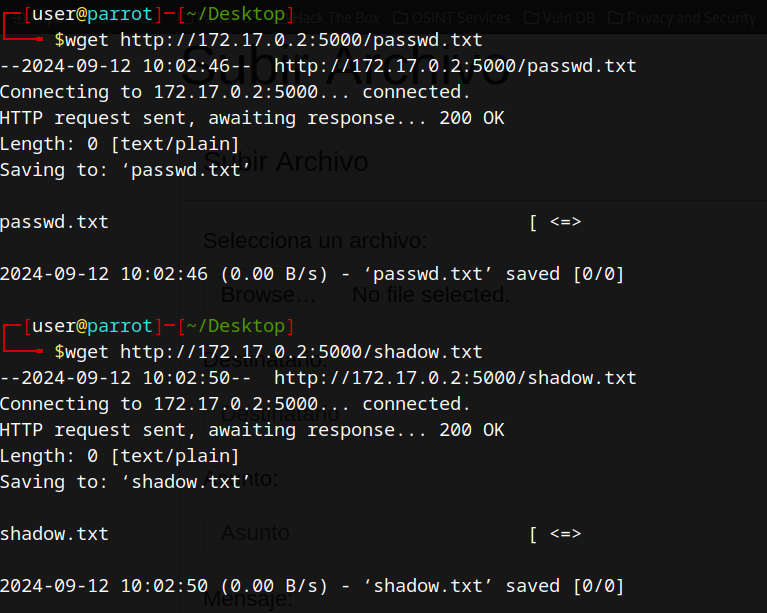 Hack The Box OSINT Services Vuln DB Privacy and Security
┌─[user@parrot]─[~/Desktop]
└──╼ $wget http://172.17.0.2:5000/passwd.txt
--2024-09-12 10:02:46-- http://172.17.0.2:5000/passwd.txt
Subir Archivo
Connecting to 172.17.0.2:5000... connected.
HTTP request sent, awaiting response... 200 OK
Length: 0 [text/plain]
Subir Archivo
Saving to: ‘passwd.txt’
passwd.txt [ <=>
Selecciona un archivo:
2024-09-12 10:02:46 (0.00 B/s) - ‘passwd.txt’ saved [0/0]
Browse... No file selected.
┌─[user@parrot]─[~/Desktop]
└──╼ $wget http://172.17.0.2:5000/shadow.txt
Destinatario:
--2024-09-12 10:02:50-- http://172.17.0.2:5000/shadow.txt
Connecting to 172.17.0.2:5000... connected.
Destinatario
HTTP request sent, awaiting response... 200 OK
Length: 0 [text/plain]
Saving to: ‘shadow.txt’
Asunto:
shadow.txt [ <=>
Asunto
2024-09-12 10:02:50 (0.00 B/s) - ‘shadow.txt’ saved [0/0]
Mensaje: